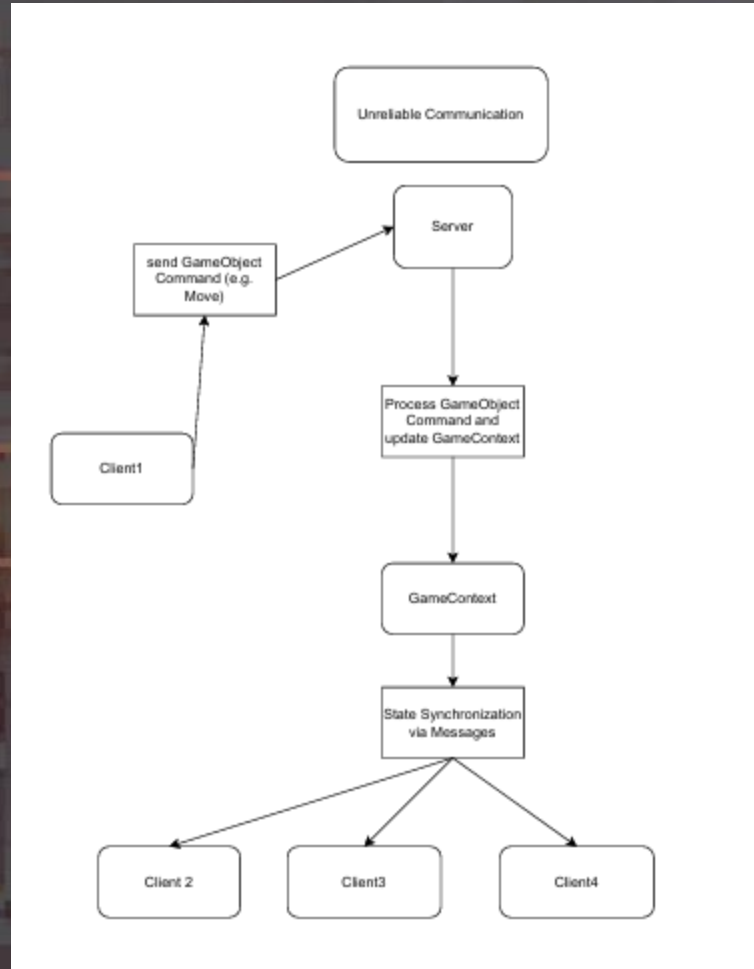 Unreliable Communication
Server
send GameObject
Command (e.g.
Move)
Process GameObject
Command and
update GameContext
Client1
GameContext
State Synchronization
via Messages
Client 2
Client3
Client4